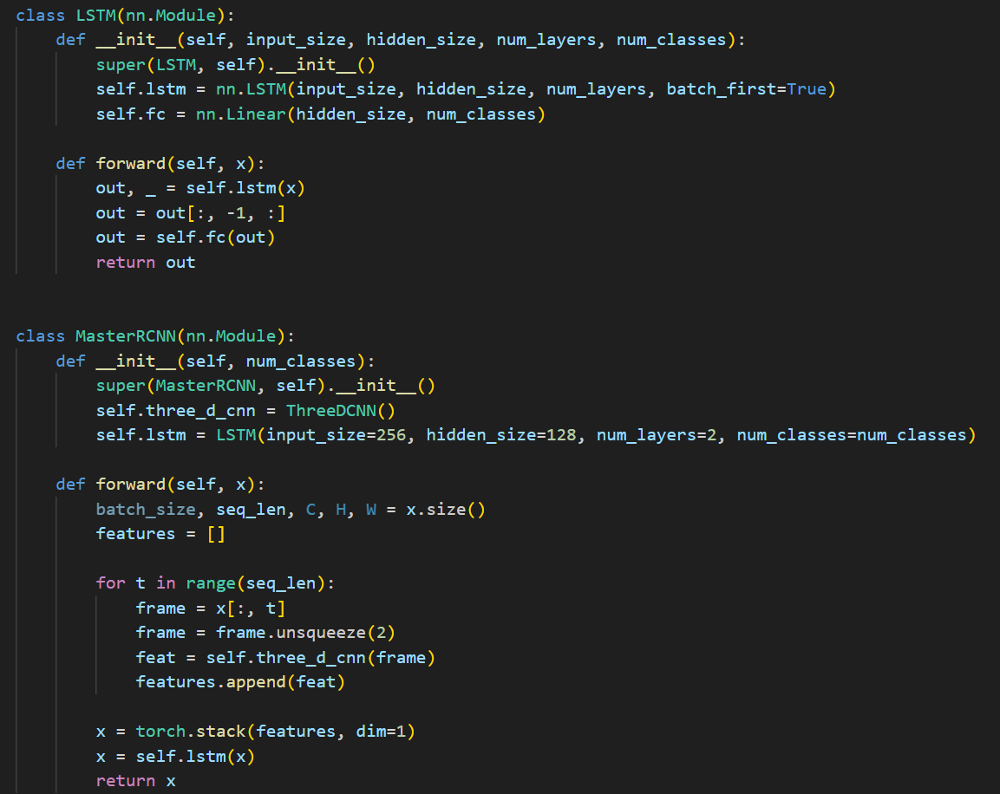 class LSTM(nn.Module):
    def __init__(self, input_size, hidden_size, num_layers, num_classes):
        super(LSTM, self).__init__()
        self.lstm = nn.LSTM(input_size, hidden_size, num_layers, batch_first=True)
        self.fc = nn.Linear(hidden_size, num_classes)

    def forward(self, x):
        out, _ = self.lstm(x)
        out = out[:, -1, :]
        out = self.fc(out)
        return out


class MasterRCNN(nn.Module):
    def __init__(self, num_classes):
        super(MasterRCNN, self).__init__()
        self.three_d_cnn = ThreeDCNN()
        self.lstm = LSTM(input_size=256, hidden_size=128, num_layers=2, num_classes=num_classes)

    def forward(self, x):
        batch_size, seq_len, C, H, W = x.size()
        features = []

        for t in range(seq_len):
            frame = x[:, t]
            frame = frame.unsqueeze(2)
            feat = self.three_d_cnn(frame)
            features.append(feat)

        x = torch.stack(features, dim=1)
        x = self.lstm(x)
        return x